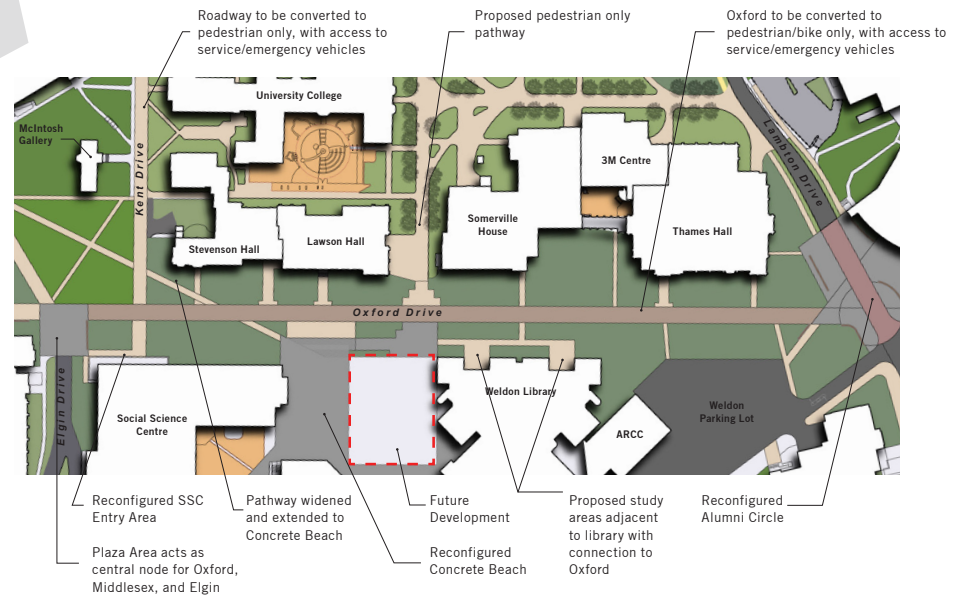 Roadway to be converted to
pedestrian only, with access to
service/emergency vehicles
Proposed pedestrian only
pathway
Oxford to be converted to
pedestrian/bike only, with access to
service/emergency vehicles
University College
McIntosh
Gallery
Kent Drive
Lambton Drive
3M Centre
Somerville
House
Thames Hall
Stevenson Hall
Lawson Hall
Oxford Drive
Elgin Drive
Social Science
Centre
Weldon Library
ARCC
Weldon
Parking Lot
Reconfigured SSC
Entry Area
Pathway widened
and extended to
Concrete Beach
Future
Development
Proposed study
areas adjacent
to library with
connection to
Oxford
Reconfigured
Alumni Circle
Plaza Area acts as
central node for Oxford,
Middlesex, and Elgin
Reconfigured
Concrete Beach